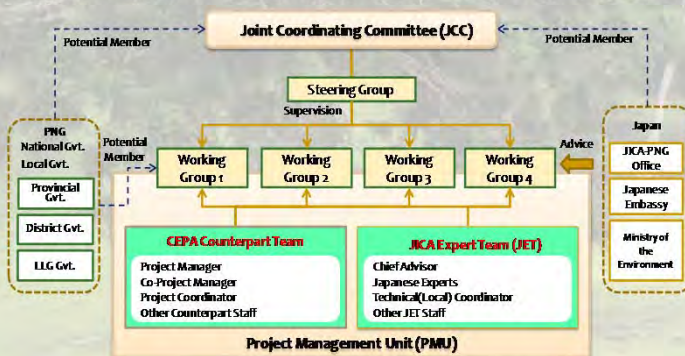 Joint Coordinating Committee (JCC)
Potential Member
Potential Member
Steering Group
Supervision
PNG
National Gvt.
Local Gvt.
Provincial
Gvt.
District Gvt.
LLG Gvt.
Potential
Member
Working
Group 1
Working
Group 2
Working
Group 3
Working
Group 4
Advice
Japan
JICA-PNG
Office
Japanese
Embassy
Ministry of
the
Environment
CEPA Counterpart Team
Project Manager
Co-Project Manager
Project Coordinator
Other Counterpart Staff
JICA Expert Team (JET)
Chief Advisor
Japanese Experts
Technical(Local) Coordinator
Other JET Staff
Project Management Unit (PMU)